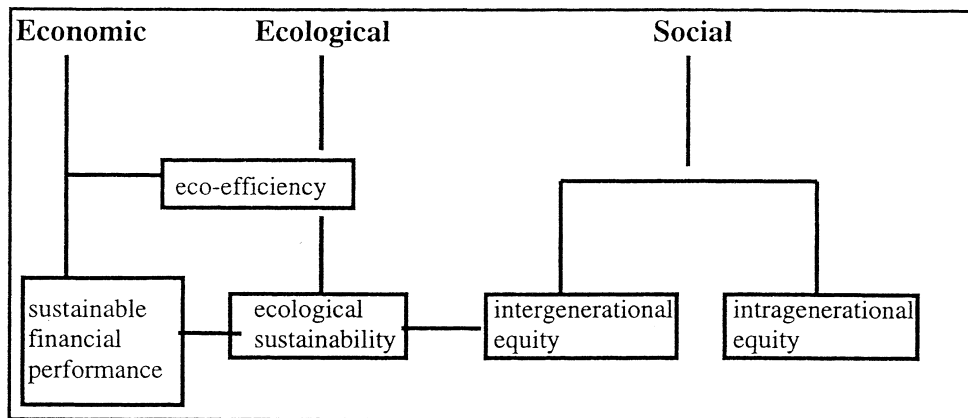 Economic Ecological Social
eco-efficiency
sustainable
financial
performance
ecological
sustainability
intergenerational
equity
intragenerational
equity